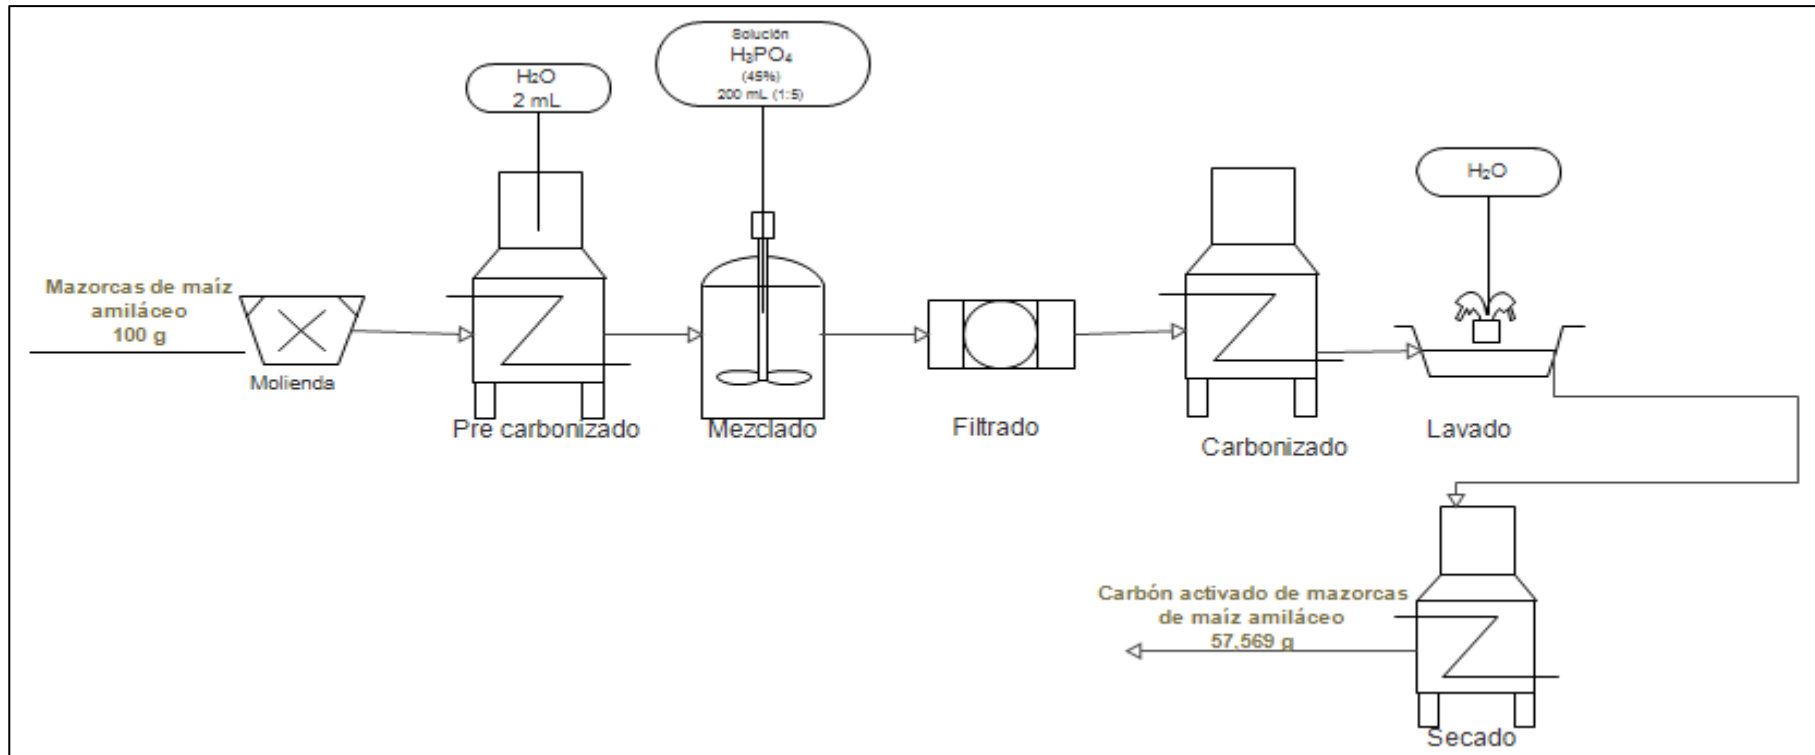 Mazorcas de maíz
amiláceo
100 g
Molienda
H₂O
2 mL
Pre carbonizado
Solución
H₃PO₄
(45%)
200 mL (1:5)
Mezclado
Filtrado
Carbonizado
H₂O
Lavado
Secado
Carbón activado de mazorcas
de maíz amiláceo
57,569 g